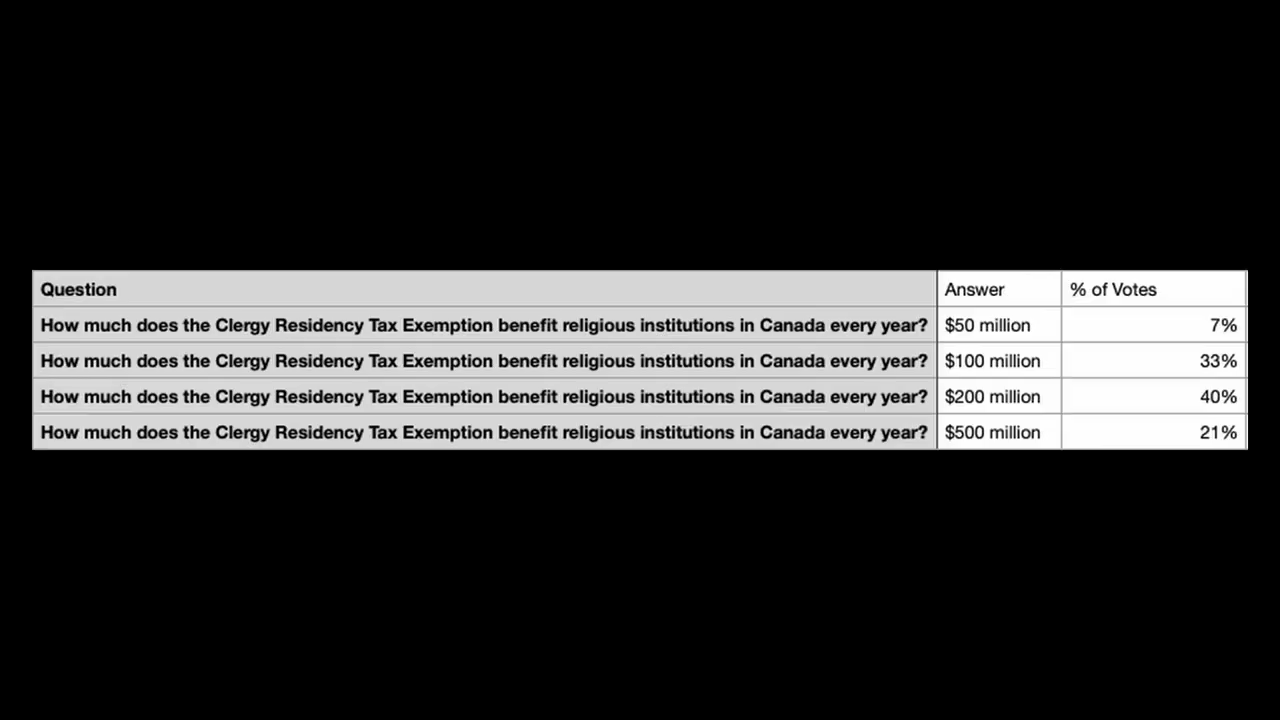 Question Answer % of Votes
How much does the Clergy Residency Tax Exemption benefit religious institutions in Canada every year? $50 million 7%
How much does the Clergy Residency Tax Exemption benefit religious institutions in Canada every year? $100 million 33%
How much does the Clergy Residency Tax Exemption benefit religious institutions in Canada every year? $200 million 40%
How much does the Clergy Residency Tax Exemption benefit religious institutions in Canada every year? $500 million 21%